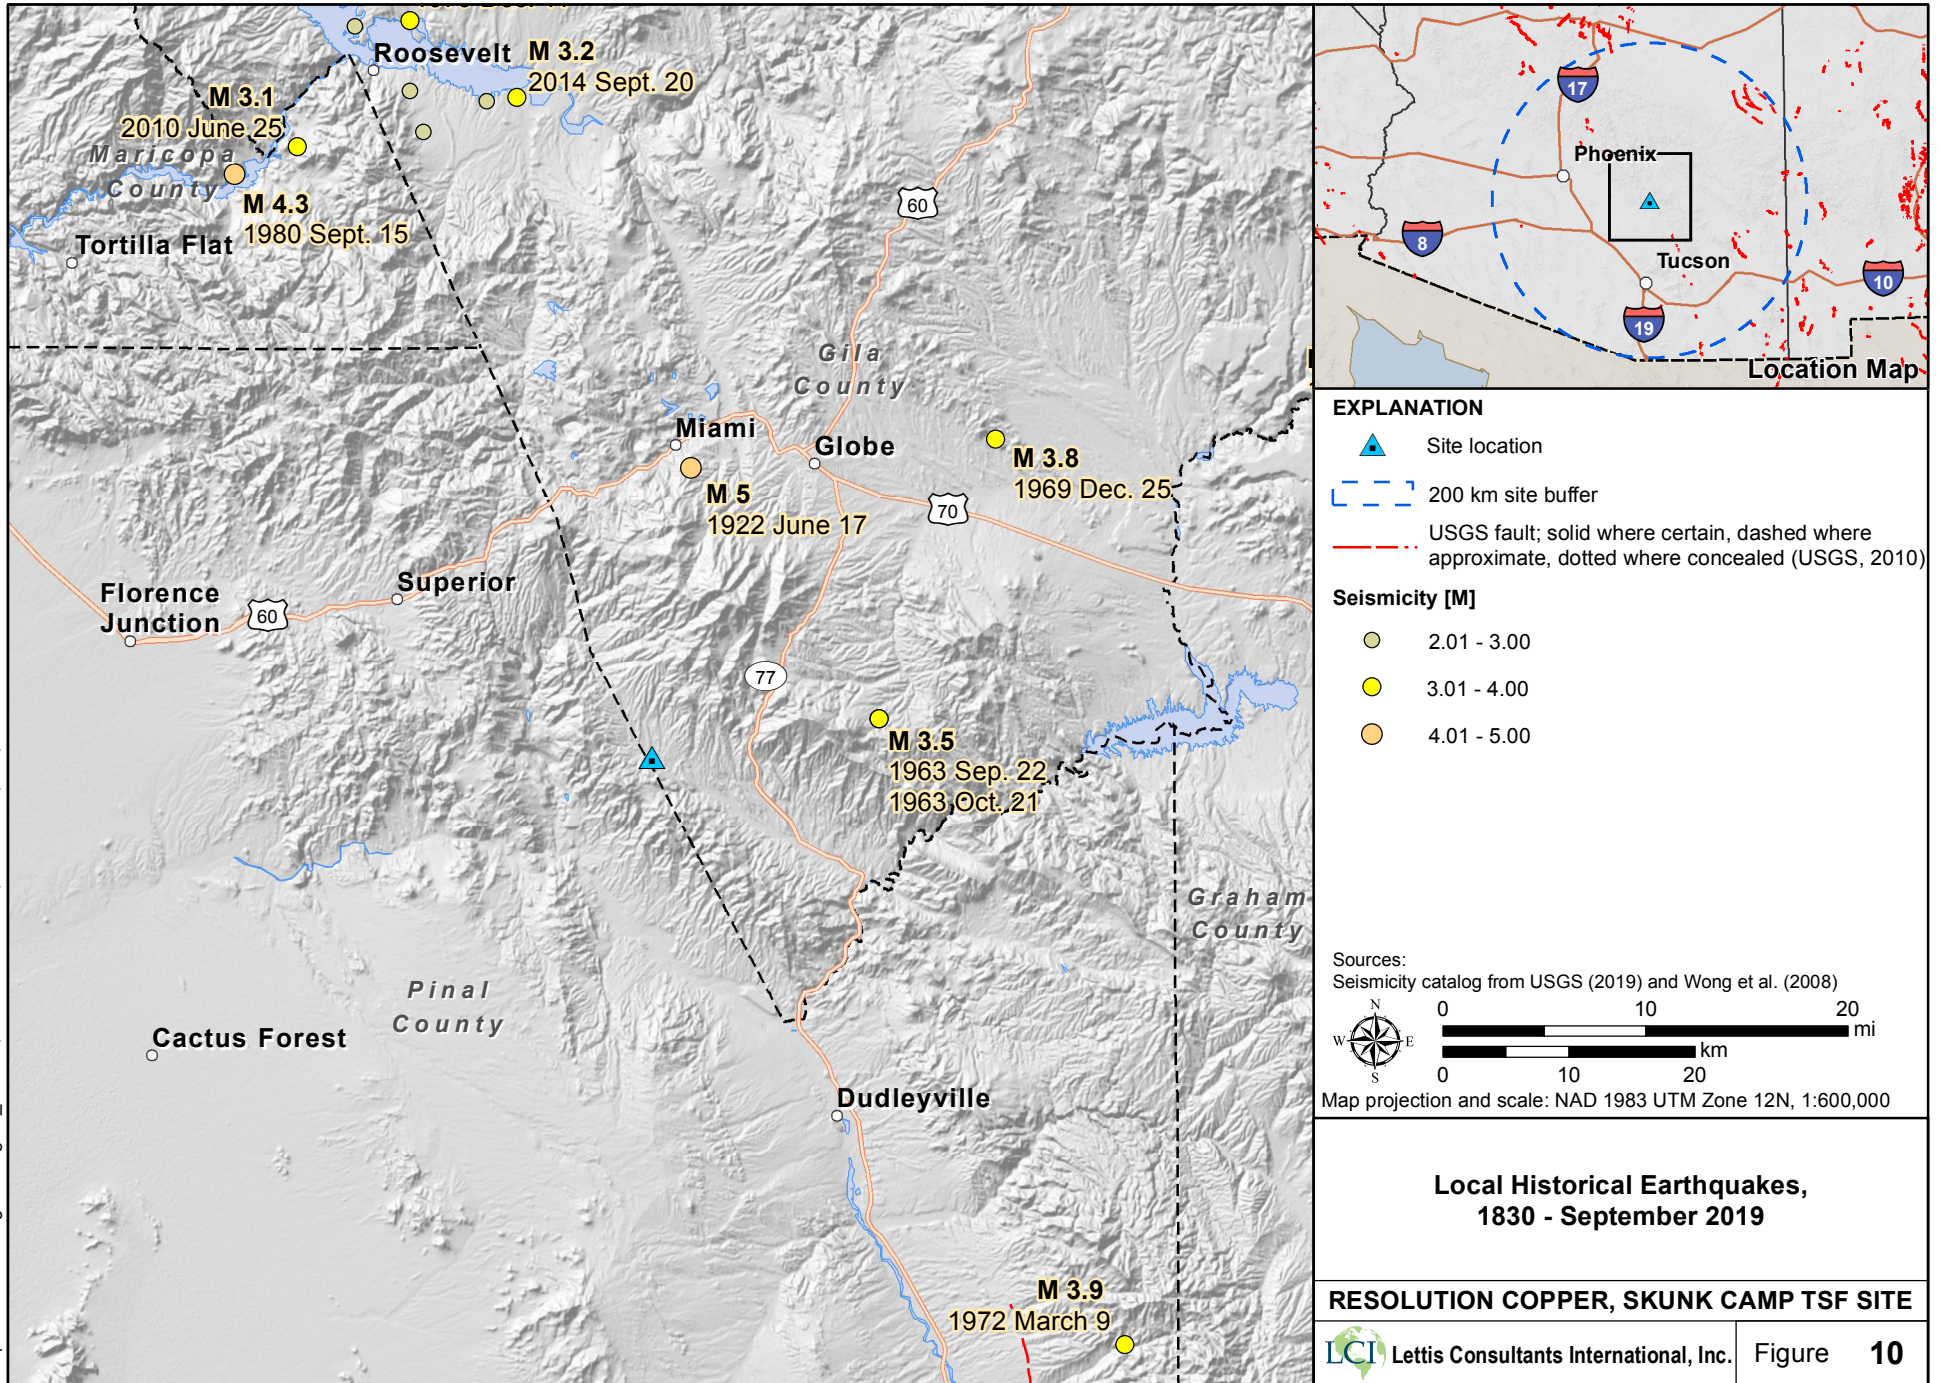 Roosevelt
M 3.2
2014 Sept. 20
M 3.1
2010 June 25
Maricopa
County
M 4.3
1980 Sept. 15
Tortilla Flat
60
Gila
County
Miami
Globe
M 3.8
1969 Dec. 25
M 5
1922 June 17
70
Superior
Florence
Junction
60
77
M 3.5
1963 Sep. 22
1963 Oct. 21
Graham
County
Pinal
County
Cactus Forest
Dudleyville
M 3.9
1972 March 9
17
Phoenix
8
Tucson
10
19
Location Map
EXPLANATION
Site location
200 km site buffer
USGS fault; solid where certain, dashed where
approximate, dotted where concealed (USGS, 2010)
Seismicity [M]
2.01 - 3.00
3.01 - 4.00
4.01 - 5.00
Sources:
Seismicity catalog from USGS (2019) and Wong et al. (2008)
N
W E
S
0 10 20
mi
km
0 10 20
Map projection and scale: NAD 1983 UTM Zone 12N, 1:600,000
Local Historical Earthquakes,
1830 - September 2019
RESOLUTION COPPER, SKUNK CAMP TSF SITE
LCI Lettis Consultants International, Inc.
Figure 10